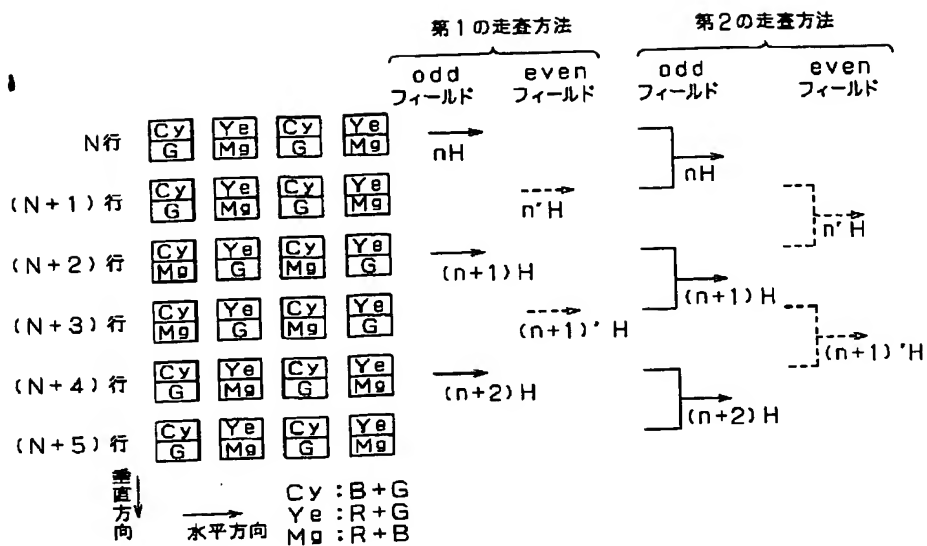 第1の走査方法 第2の走査方法
odd even odd even
フィールド フィールド フィールド フィールド
N行 Cy Ye Cy Ye
G Mg G Mg
nH
nH
(N+1)行 Cy Ye Cy Ye
G Mg G Mg
n'H
n'H
(N+2)行 Cy Ye Cy Ye
Mg G Mg G
(n+1)H
(n+1)H
(N+3)行 Cy Ye Cy Ye
Mg G Mg G
(n+1)'H
(n+1)'H
(N+4)行 Cy Ye Cy Ye
G Mg G Mg
(n+2)H
(n+2)H
(N+5)行 Cy Ye Cy Ye
G Mg G Mg
垂直方向
水平方向
Cy:B+G
Ye:R+G
Mg:R+B